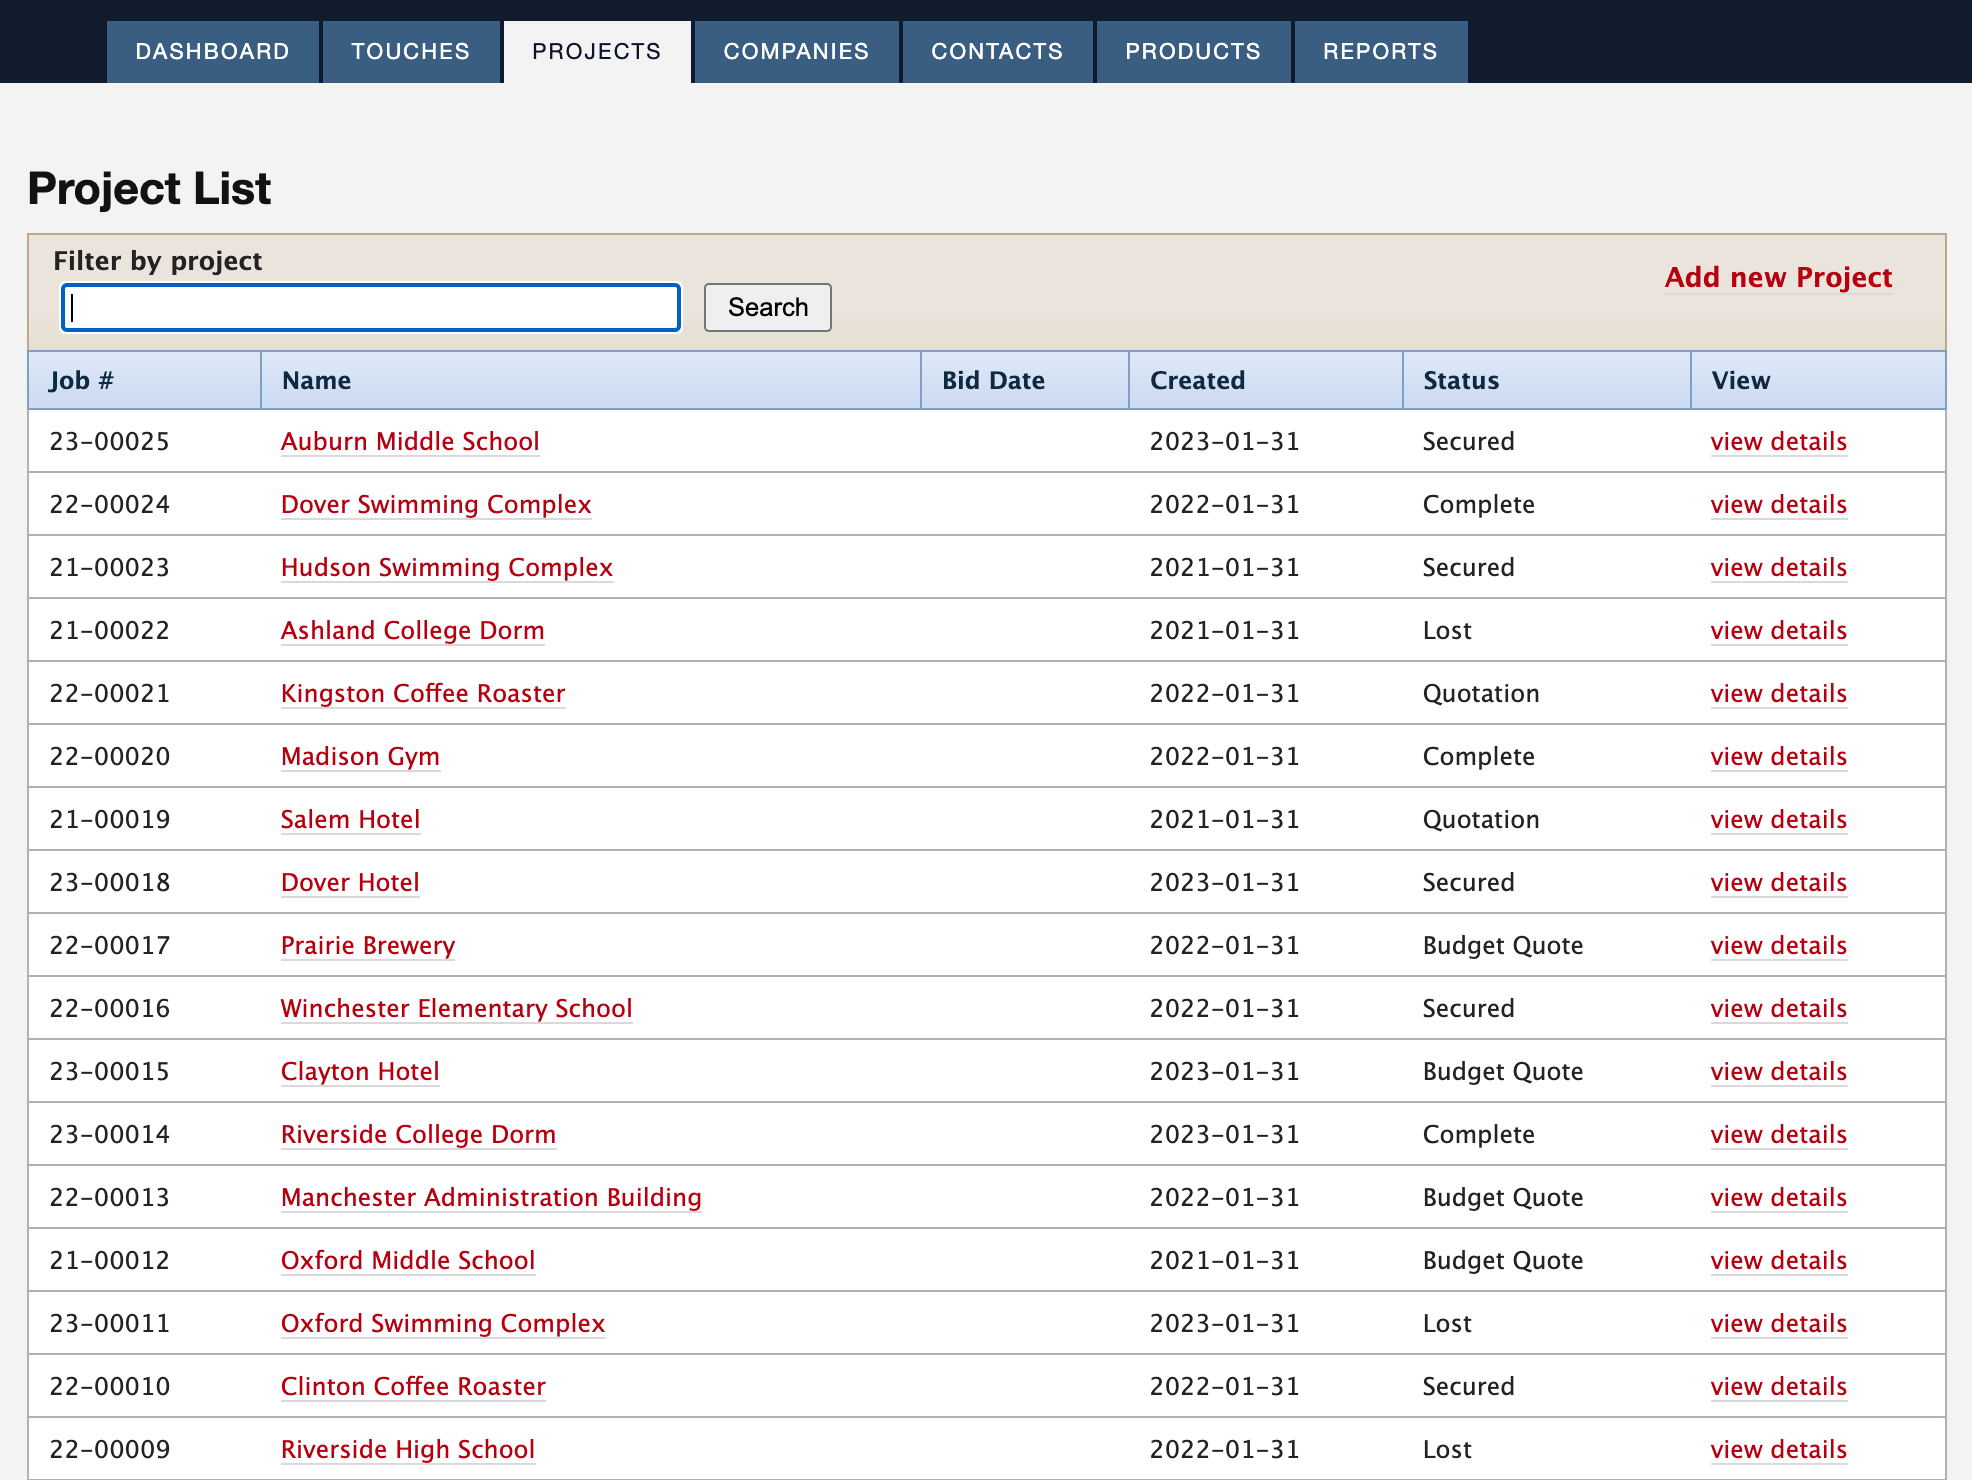 DASHBOARD TOUCHES PROJECTS COMPANIES CONTACTS PRODUCTS REPORTS
Project List
Filter by project
Add new Project
Search
Job # Name Bid Date Created Status View
23-00025 Auburn Middle School 2023-01-31 Secured view details
22-00024 Dover Swimming Complex 2022-01-31 Complete view details
21-00023 Hudson Swimming Complex 2021-01-31 Secured view details
21-00022 Ashland College Dorm 2021-01-31 Lost view details
22-00021 Kingston Coffee Roaster 2022-01-31 Quotation view details
22-00020 Madison Gym 2022-01-31 Complete view details
21-00019 Salem Hotel 2021-01-31 Quotation view details
23-00018 Dover Hotel 2023-01-31 Secured view details
22-00017 Prairie Brewery 2022-01-31 Budget Quote view details
22-00016 Winchester Elementary School 2022-01-31 Secured view details
23-00015 Clayton Hotel 2023-01-31 Budget Quote view details
23-00014 Riverside College Dorm 2023-01-31 Complete view details
22-00013 Manchester Administration Building 2022-01-31 Budget Quote view details
21-00012 Oxford Middle School 2021-01-31 Budget Quote view details
23-00011 Oxford Swimming Complex 2023-01-31 Lost view details
22-00010 Clinton Coffee Roaster 2022-01-31 Secured view details
22-00009 Riverside High School 2022-01-31 Lost view details